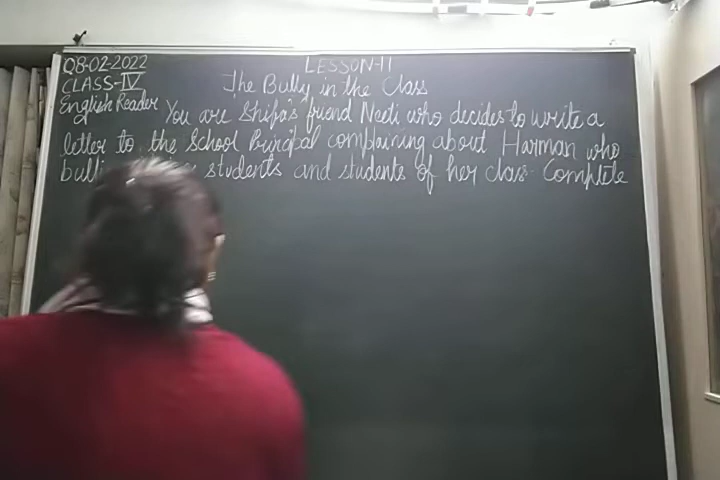 08-02-2022
LESSON-11
CLASS-IV
The Bully in the Class
English Reader
You are Shifa's friend Neeti who decides to write a
letter to the School Principal complaining about Harman who
students and students of her class. Complete